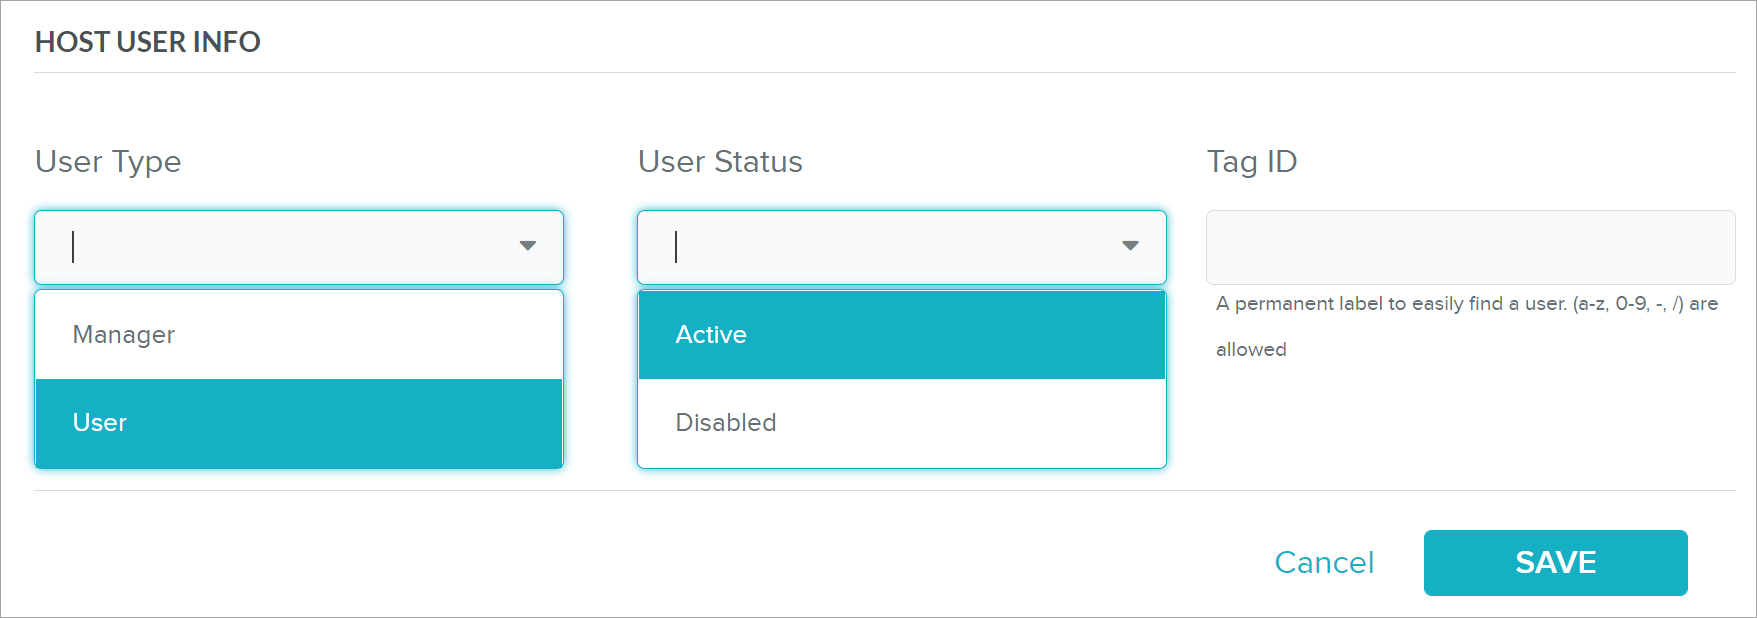 HOST USER INFO
User Type
User Status
Tag ID
Manager
User
Active
Disabled
A permanent label to easily find a user. (a-z, 0-9, -, /) are
allowed
Cancel
SAVE